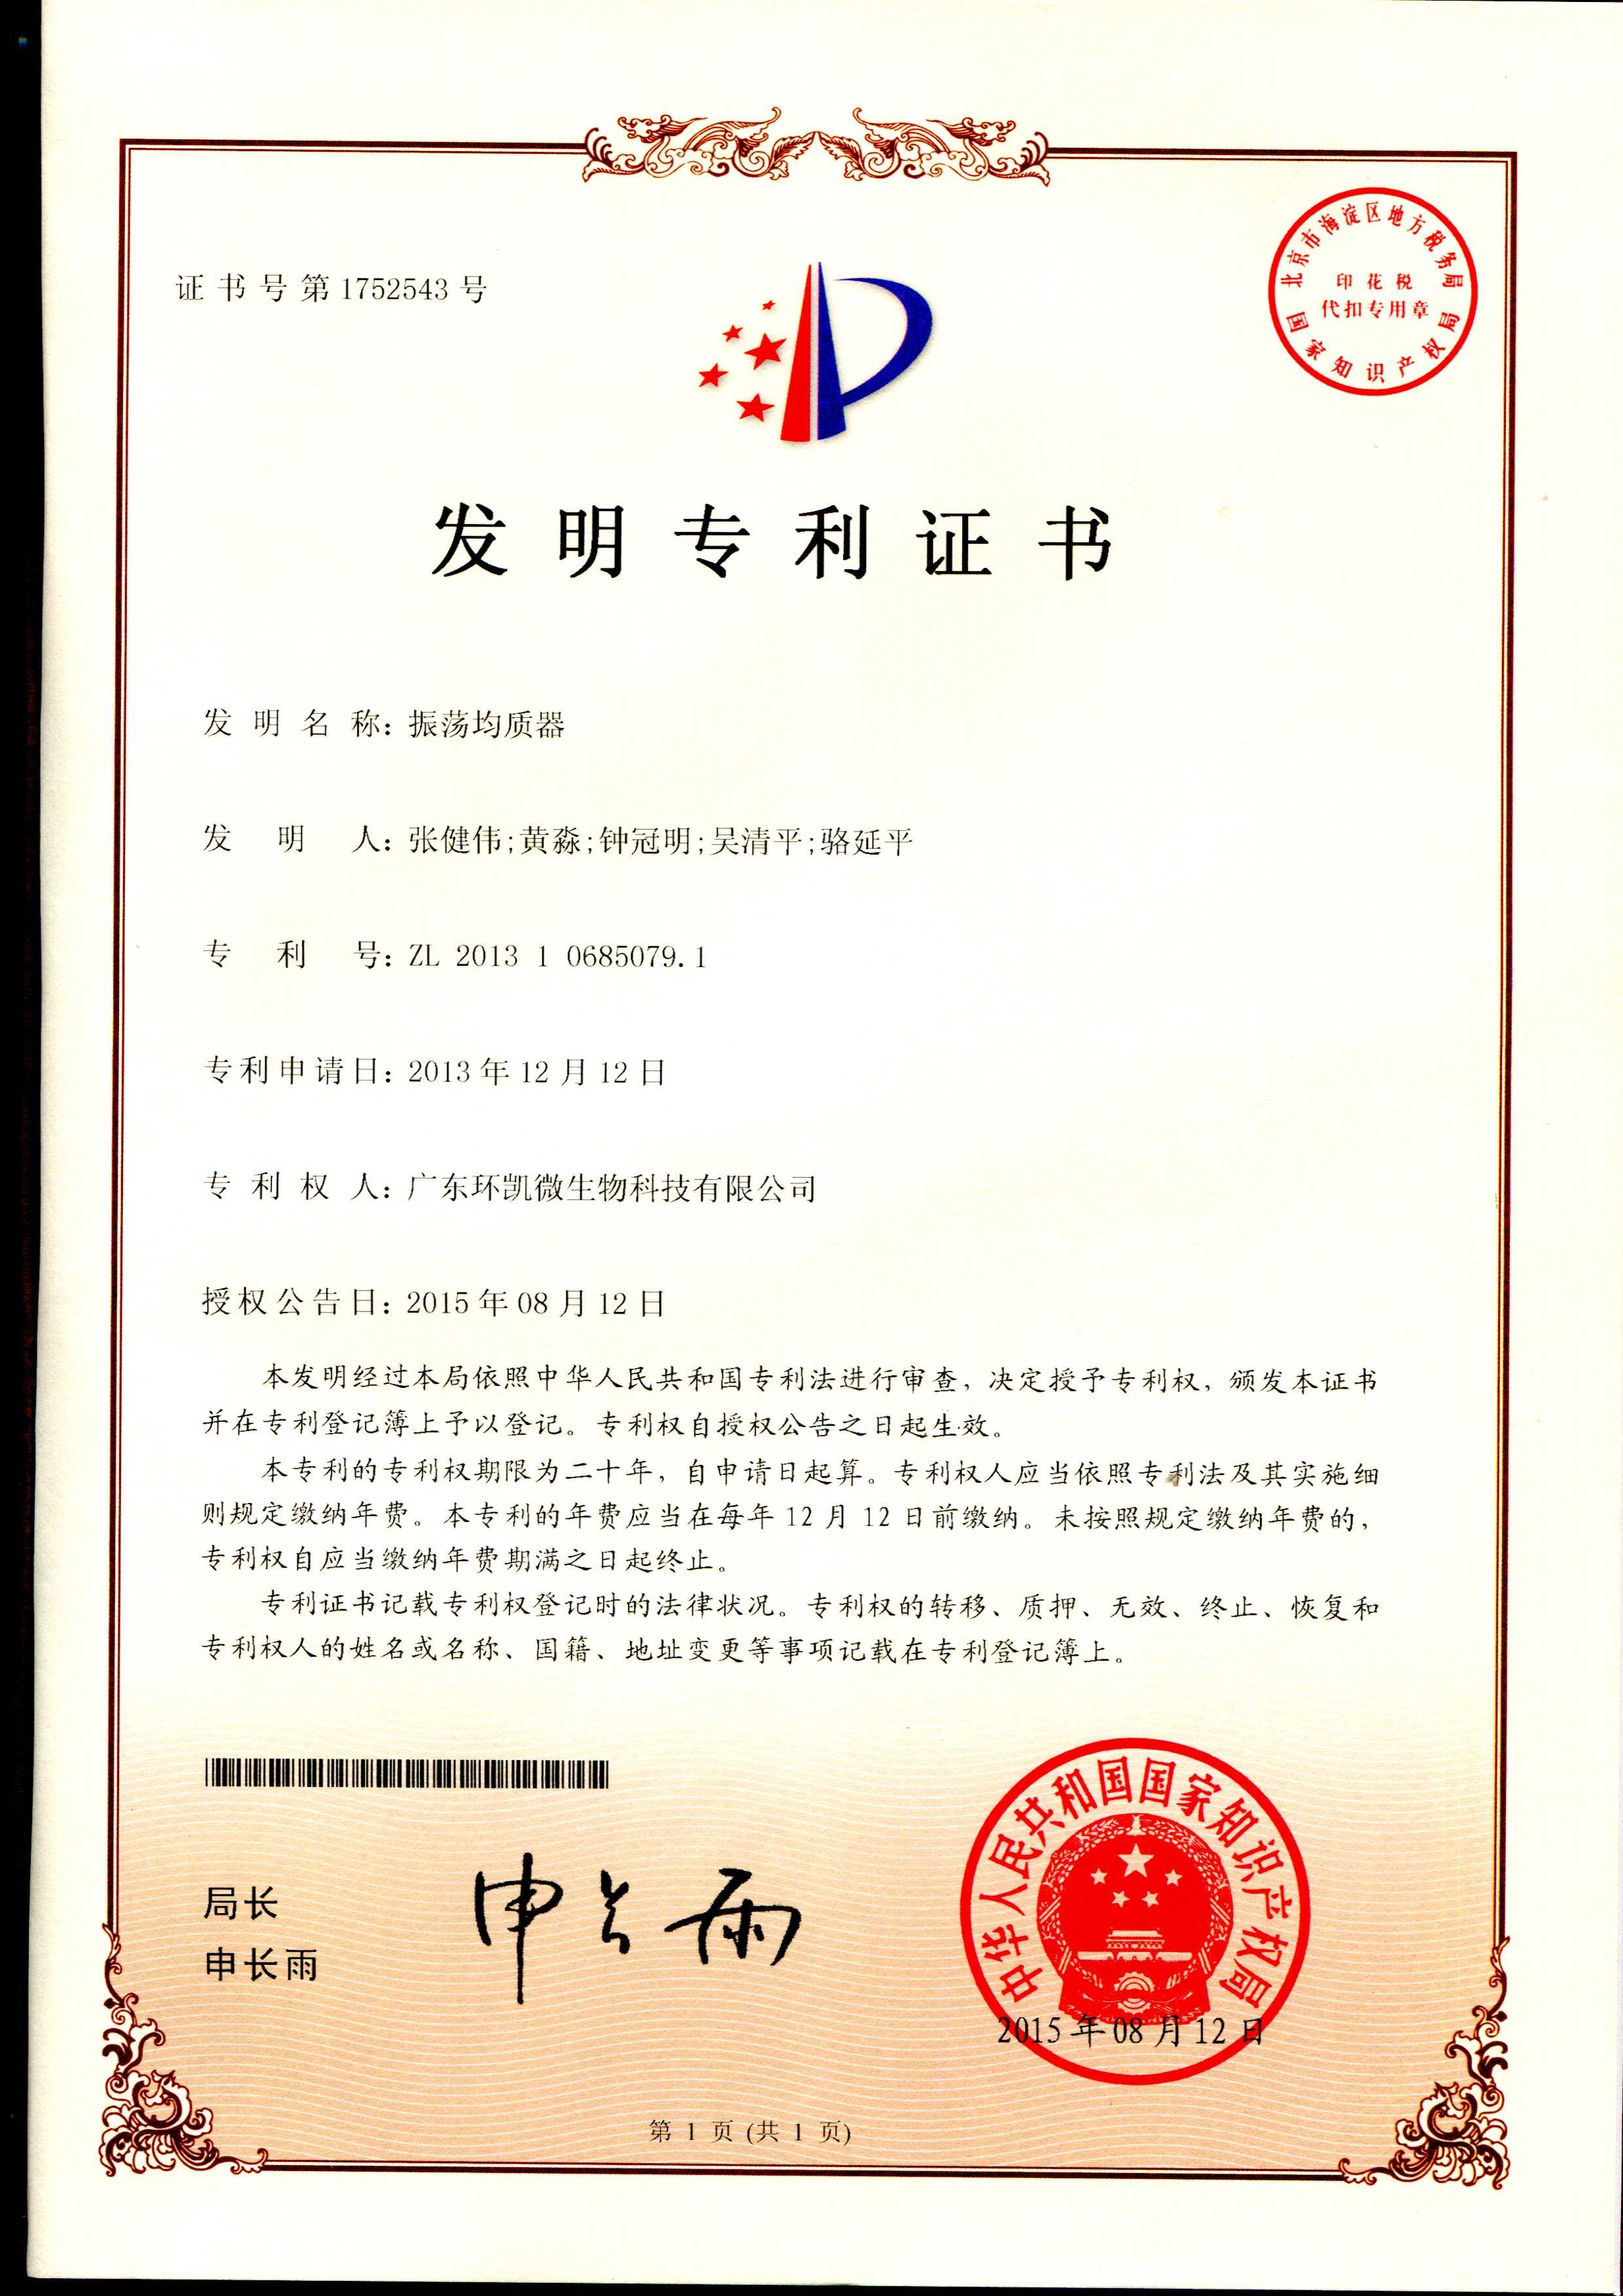 证书号第1752543号
北京市海淀区地方税务局
印花税
代扣专用章
国家知识产权局
发明专利证书
发明名称：振荡均质器
发明人：张健伟;黄淼;钟冠明;吴清平;骆延平
专利号：ZL 2013 1 0685079.1
专利申请日：2013年12月12日
专利权人：广东环凯微生物科技有限公司
授权公告日：2015年08月12日
本发明经过本局依照中华人民共和国专利法进行审查，决定授予专利权，颁发本证书
并在专利登记簿上予以登记。专利权自授权公告之日起生效。
本专利的专利权期限为二十年，自申请日起算。专利权人应当依照专利法及其实施细
则规定缴纳年费。本专利的年费应当在每年12月12日前缴纳。未按照规定缴纳年费的，
专利权自应当缴纳年费期满之日起终止。
专利证书记载专利权登记时的法律状况。专利权的转移、质押、无效、终止、恢复和
专利权人的姓名或名称、国籍、地址变更等事项记载在专利登记簿上。
局长
申长雨
申长雨
中华人民共和国国家知识产权局
2015年08月12日
第 1 页 (共 1 页)